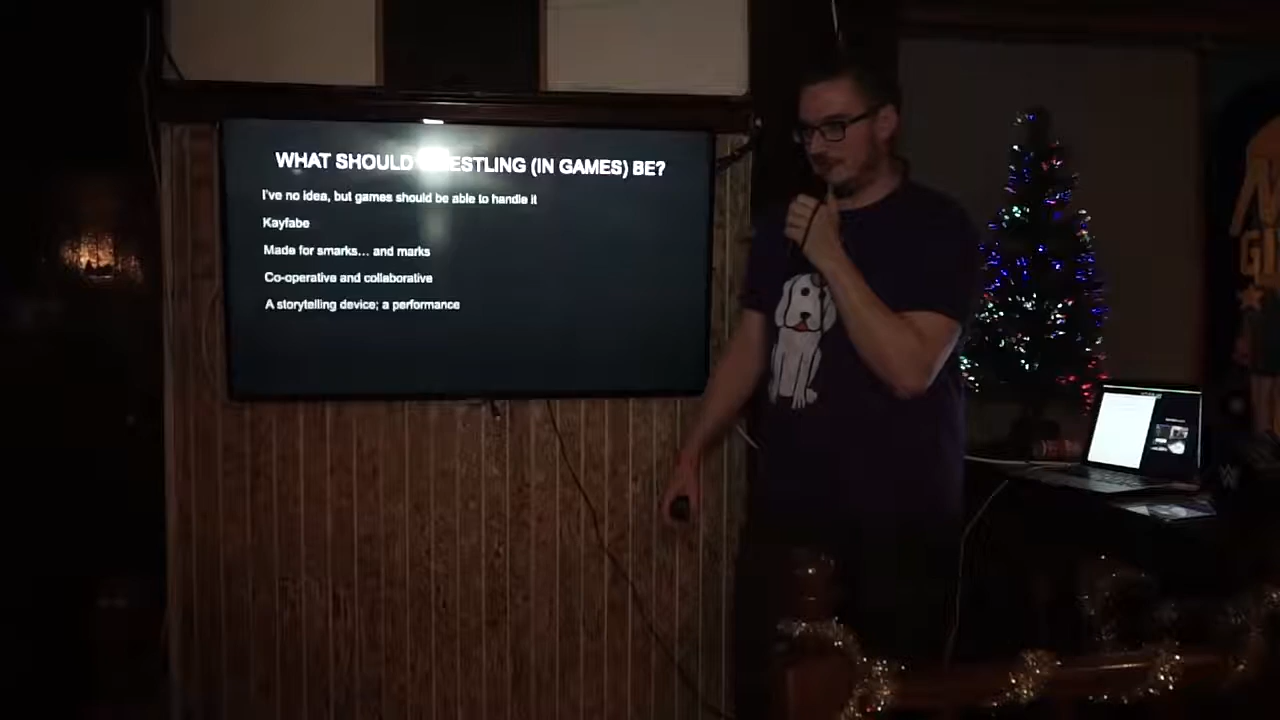 WHAT SHOULD WRESTLING (IN GAMES) BE?
I've no idea, but games should be able to handle it
Kayfabe
Made for smarks... and marks
Co-operative and collaborative
A storytelling device; a performance